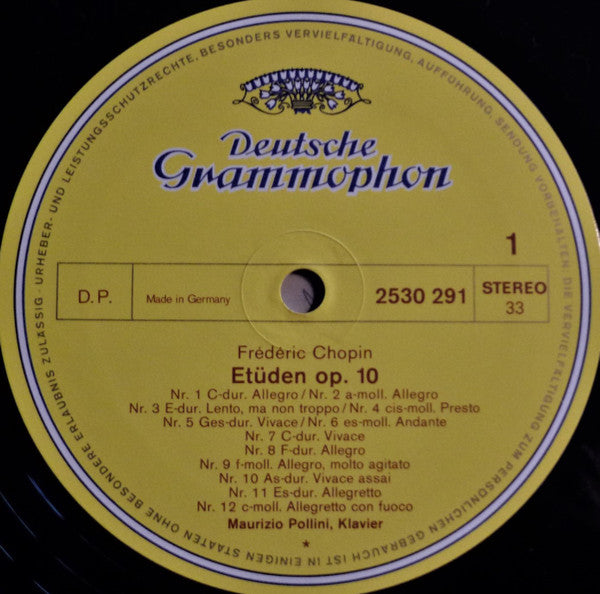 URHEBER- UND LEISTUNGSSCHUTZRECHTE, BESONDERS VERVIELFÄLTIGUNG, AUFFÜHRUNG, SENDUNG VORBEHALTEN. DIE VERVIELFÄLTIGUNG ZUM PERSÖNLICHEN GEBRAUCH IST IN EINIGEN STAATEN OHNE BESONDERE ERLAUBNIS ZULÄSSIG -
Deutsche
Grammophon
1
D.P.
Made in Germany
2530 291
STEREO
33
Frédéric Chopin
Etüden op. 10
Nr. 1 C-dur. Allegro / Nr. 2 a-moll. Allegro
Nr. 3 E-dur. Lento, ma non troppo / Nr. 4 cis-moll. Presto
Nr. 5 Ges-dur. Vivace / Nr. 6 es-moll. Andante
Nr. 7 C-dur. Vivace
Nr. 8 F-dur. Allegro
Nr. 9 f-moll. Allegro, molto agitato
Nr. 10 As-dur. Vivace assai
Nr. 11 Es-dur. Allegretto
Nr. 12 c-moll. Allegretto con fuoco
Maurizio Pollini, Klavier
*